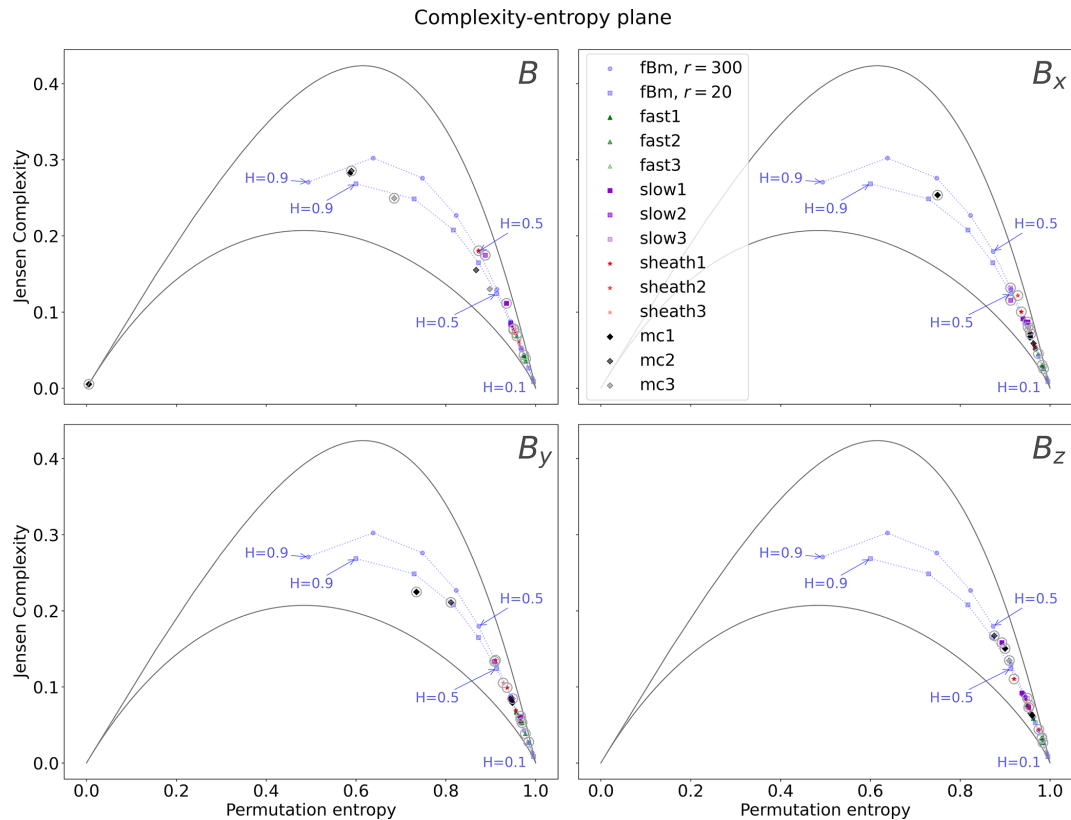 Complexity-entropy plane
B
B_x
Jensen Complexity
0.4
0.3
0.2
0.1
0.0
H=0.9
H=0.9
H=0.5
H=0.5
H=0.1
fBm, r = 300
fBm, r = 20
fast1
fast2
fast3
slow1
slow2
slow3
sheath1
sheath2
sheath3
mc1
mc2
mc3
H=0.9
H=0.9
H=0.5
H=0.5
H=0.1
B_y
B_z
Jensen Complexity
0.4
0.3
0.2
0.1
0.0
H=0.9
H=0.9
H=0.5
H=0.5
H=0.1
0.0 0.2 0.4 0.6 0.8 1.0
Permutation entropy
H=0.9
H=0.9
H=0.5
H=0.5
H=0.1
0.0 0.2 0.4 0.6 0.8 1.0
Permutation entropy